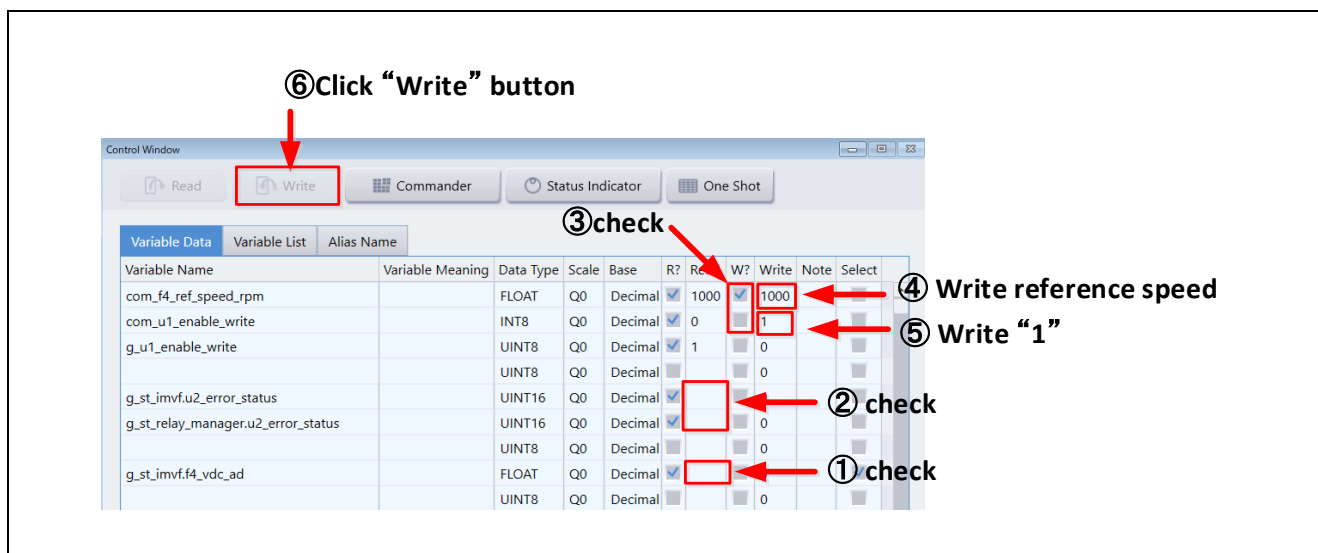 ⑥Click “Write” button
Control Window
Read Write Commander Status Indicator One Shot
③check
Variable Data Variable List Alias Name
Variable Name Variable Meaning Data Type Scale Base R? W? Write Note Select
com_f4_ref_speed_rpm FLOAT Q0 Decimal 1000 1000
④ Write reference speed
com_u1_enable_write INT8 Q0 Decimal 0 1
⑤ Write “1”
g_u1_enable_write UINT8 Q0 Decimal 1 0
UINT8 Q0 Decimal 0
g_st_imvf.u2_error_status UINT16 Q0 Decimal
② check
g_st_relay_manager.u2_error_status UINT16 Q0 Decimal 0
UINT8 Q0 Decimal 0
g_st_imvf.f4_vdc_ad FLOAT Q0 Decimal
① check
UINT8 Q0 Decimal 0